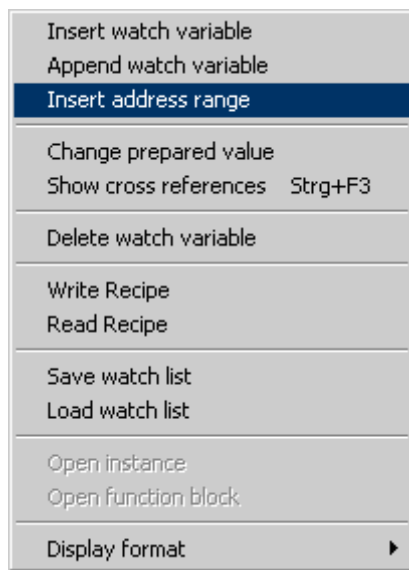 Insert watch variable
Append watch variable
Insert address range
Change prepared value
Show cross references Strg+F3
Delete watch variable
Write Recipe
Read Recipe
Save watch list
Load watch list
Open instance
Open function block
Display format